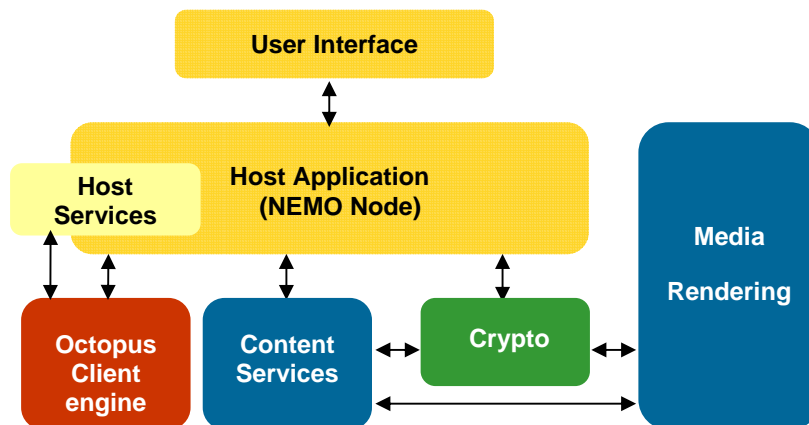 User Interface
Host Application
(NEMO Node)
Host
Services
Media
Rendering
Octopus
Client
engine
Content
Services
Crypto